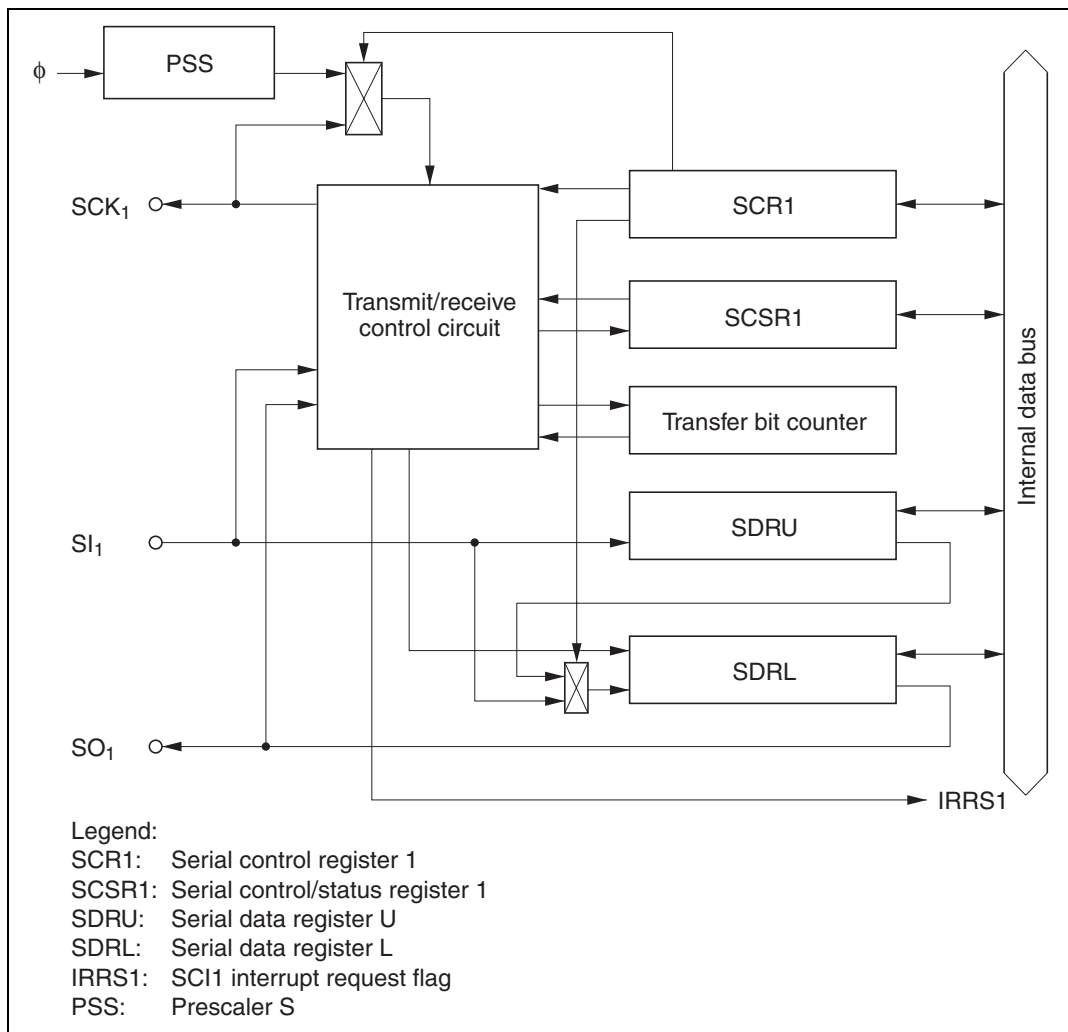 φ
PSS
SCK1
SCR1
Transmit/receive
control circuit
SCSR1
Transfer bit counter
Internal data bus
SI1
SDRU
SDRL
SO1
IRRS1
Legend:
SCR1: Serial control register 1
SCSR1: Serial control/status register 1
SDRU: Serial data register U
SDRL: Serial data register L
IRRS1: SCI1 interrupt request flag
PSS: Prescaler S